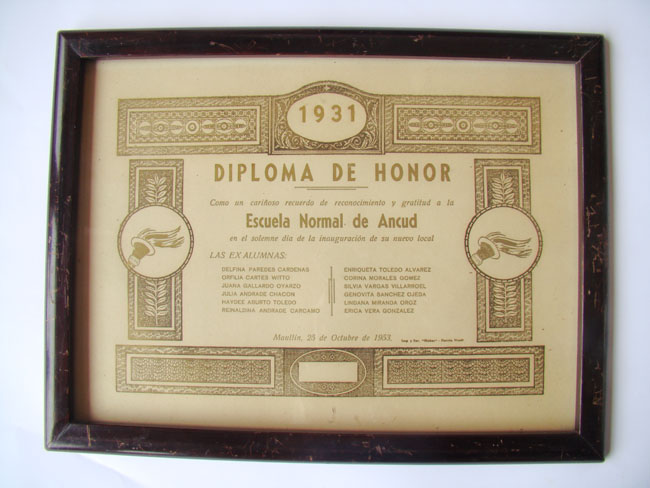 1931
DIPLOMA DE HONOR
Como un cariñoso recuerdo de reconocimiento y gratitud a la
Escuela Normal de Ancud
en el solemne día de la inauguración de su nuevo local
LAS EX ALUMNAS:
DELFINA PAREDES CARDENAS
ORFILIA CARTES WITTO
JUANA GALLARDO OYARZO
JULIA ANDRADE CHACON
HAYDEE ASURTO TOLEDO
REINALDINA ANDRADE CARCAMO
ENRIQUETA TOLEDO ALVAREZ
CORINA MORALES GOMEZ
SILVIA VARGAS VILLARROEL
GENOVITA SANCHEZ OJEDA
LINDANA MIRANDA OROZ
ERICA VERA GONZALEZ
Maullín, 25 de Octubre de 1953.